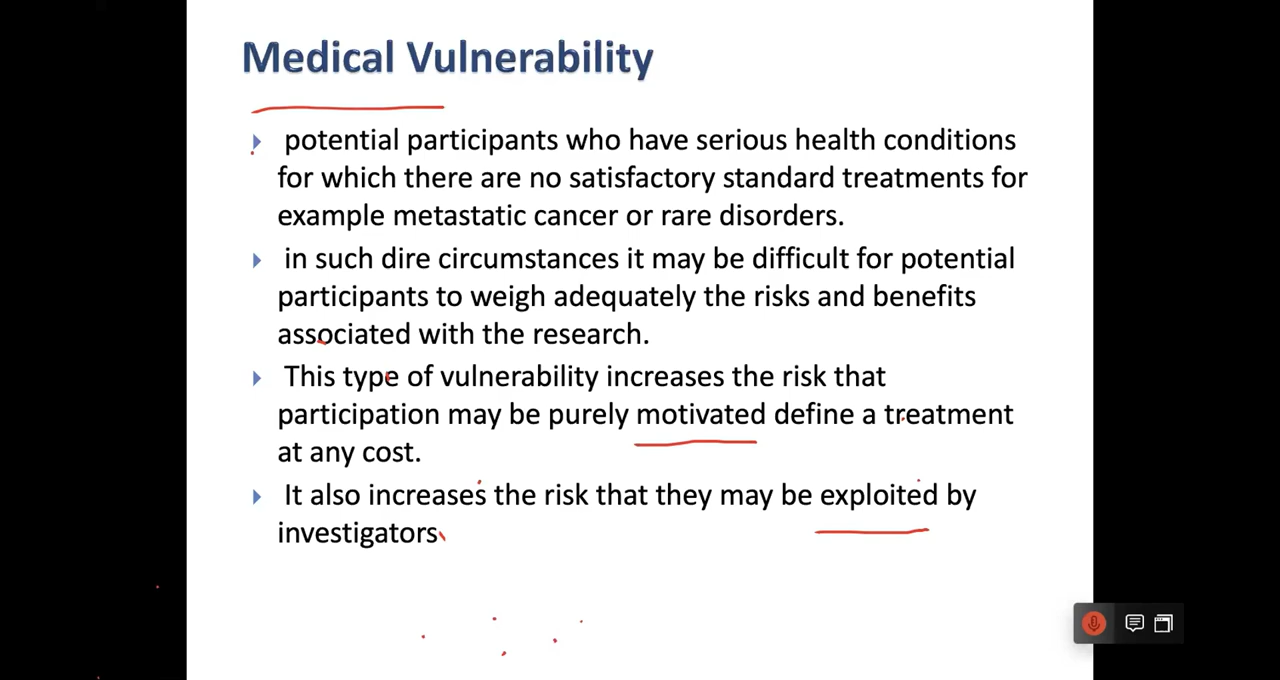 Medical Vulnerability
potential participants who have serious health conditions
for which there are no satisfactory standard treatments for
example metastatic cancer or rare disorders.
in such dire circumstances it may be difficult for potential
participants to weigh adequately the risks and benefits
associated with the research.
This type of vulnerability increases the risk that
participation may be purely motivated define a treatment
at any cost.
It also increases the risk that they may be exploited by
investigators